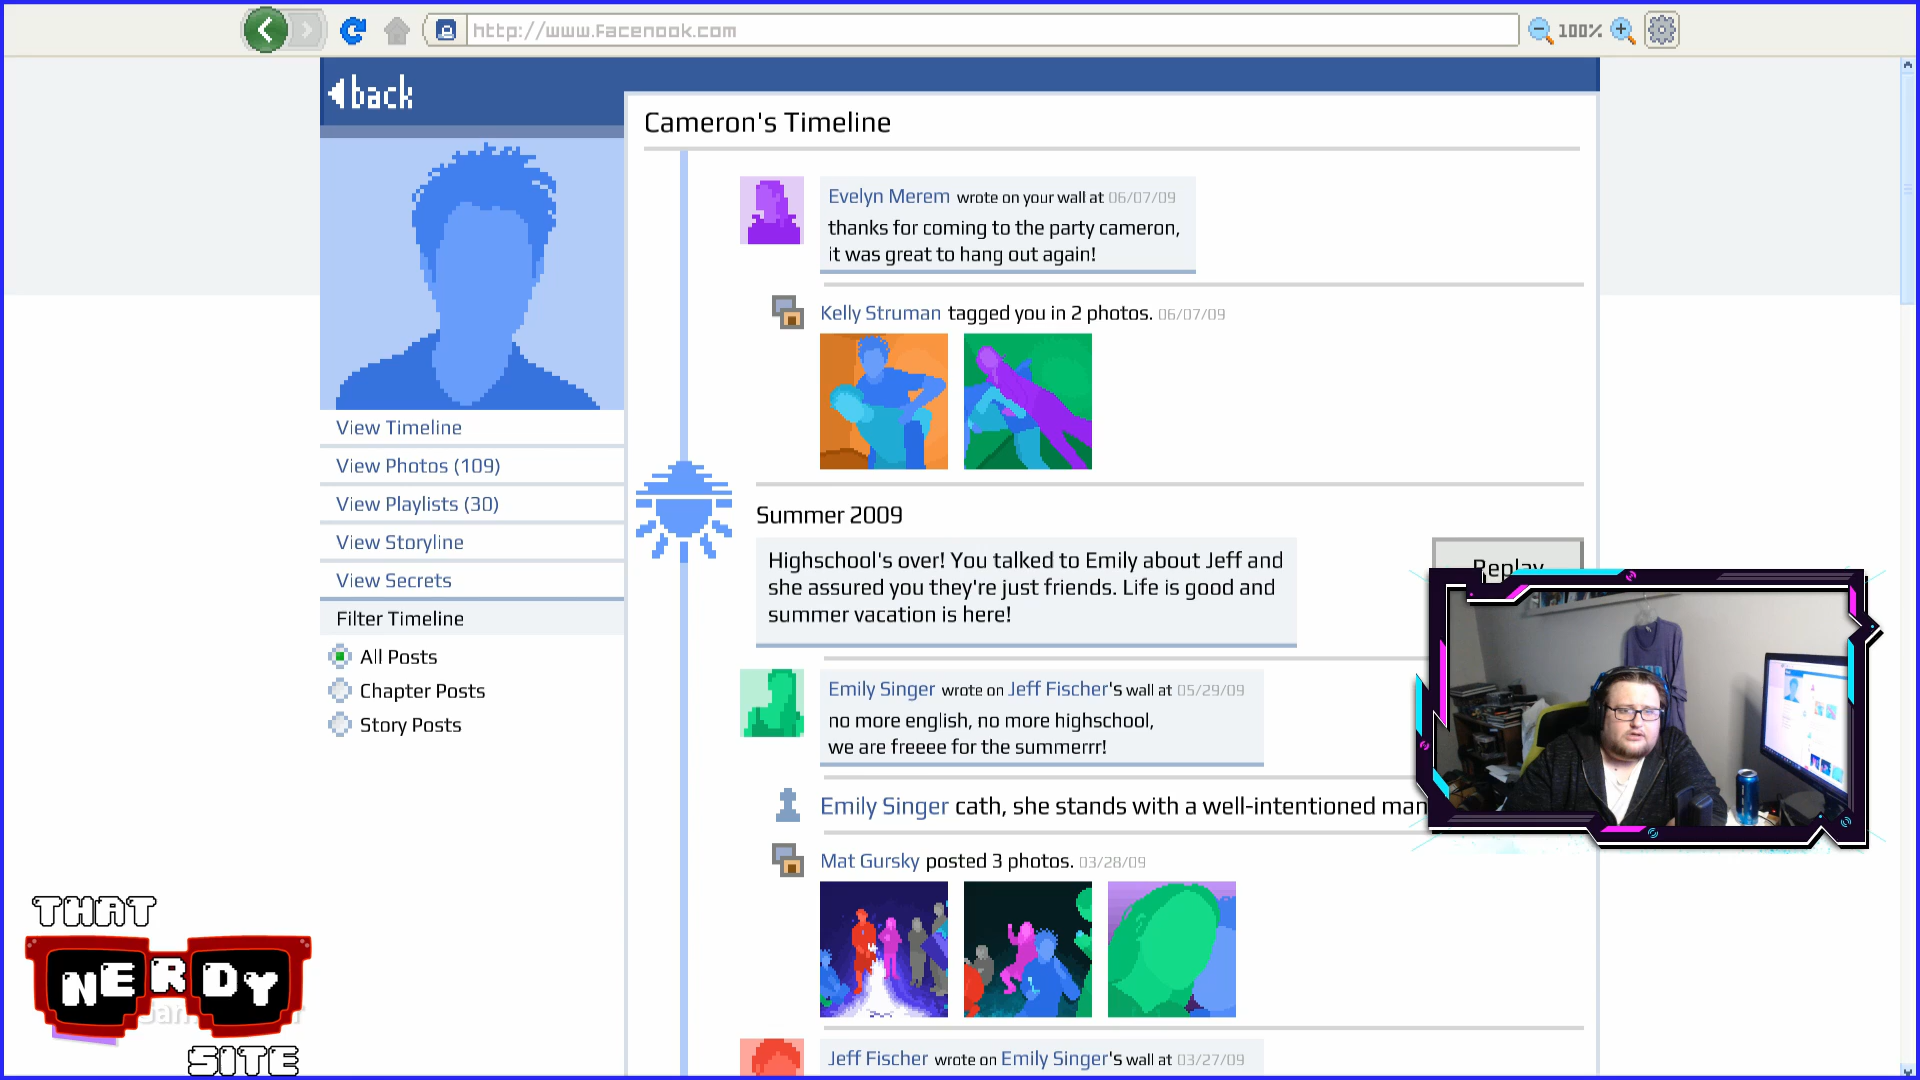 http://www.facenook.com
100%
back
Cameron's Timeline
Evelyn Merem wrote on your wall at 06/07/09
thanks for coming to the party cameron,
it was great to hang out again!
Kelly Struman tagged you in 2 photos. 06/07/09
View Timeline
View Photos (109)
View Playlists (30)
View Storyline
View Secrets
Filter Timeline
All Posts
Chapter Posts
Story Posts
Summer 2009
Highschool's over! You talked to Emily about Jeff and
she assured you they're just friends. Life is good and
summer vacation is here!
Replay
Emily Singer wrote on Jeff Fischer's wall at 05/29/09
no more english, no more highschool,
we are freeee for the summerrr!
Emily Singer cath, she stands with a well-intentioned man
Mat Gursky posted 3 photos. 03/28/09
Jeff Fischer wrote on Emily Singer's wall at 03/27/09
THAT
NERDY
SITE